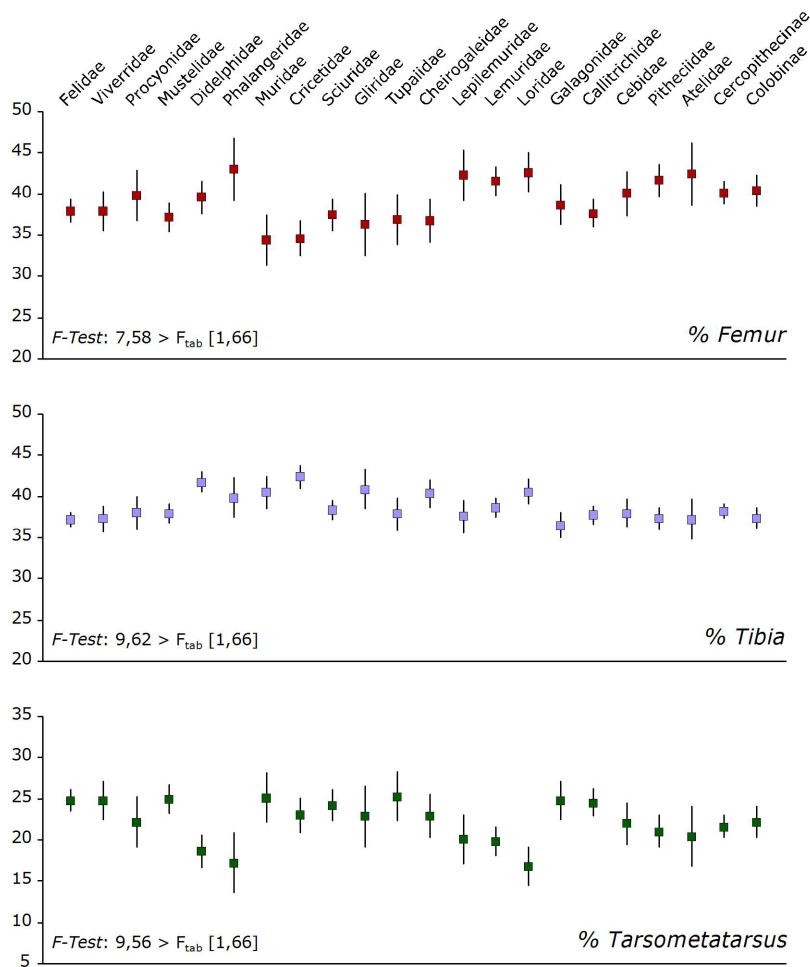 Felidae
Viverridae
Procyonidae
Mustellidae
Didelphidae
Phalangeridae
Muridae
Cricetidae
Sciuridae
Gliridae
Tupaiidae
Cheirogaleidae
Lepilemuridae
Lemuridae
Loridae
Galagonidae
Callitrichidae
Cebidae
Pitheciidae
Atelidae
Cercopithecinae
Colobinae
50
45
40
35
30
25
20
F-Test: 7,58 > Ftab [1,66]
% Femur
50
45
40
35
30
25
20
F-Test: 9,62 > Ftab [1,66]
% Tibia
35
30
25
20
15
10
5
F-Test: 9,56 > Ftab [1,66]
% Tarsometatarsus